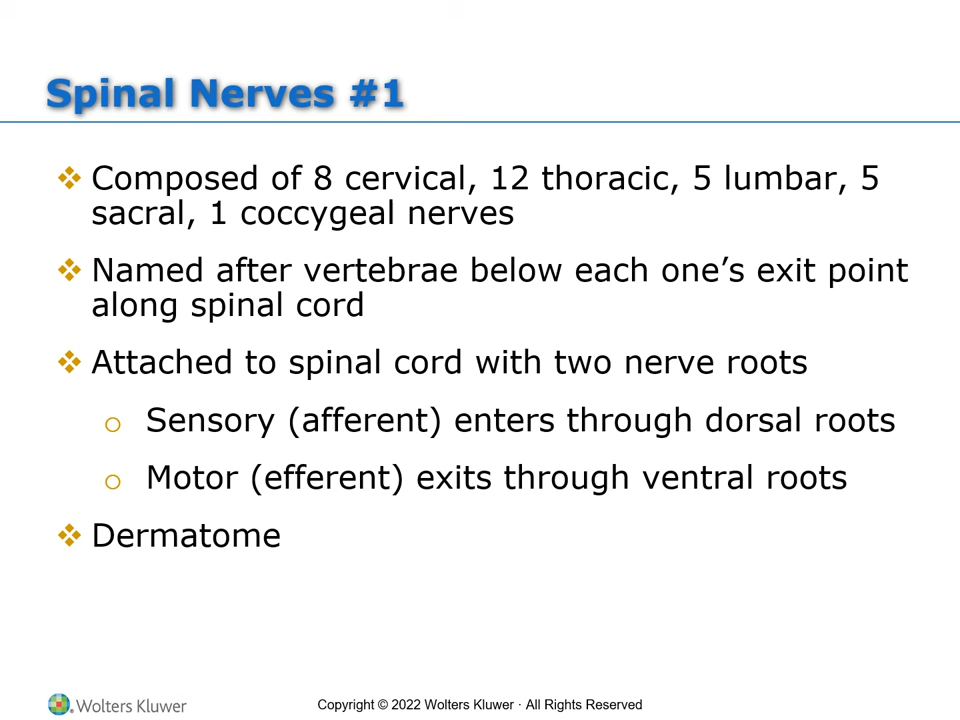 Spinal Nerves #1
❖ Composed of 8 cervical, 12 thoracic, 5 lumbar, 5
sacral, 1 coccygeal nerves
❖ Named after vertebrae below each one’s exit point
along spinal cord
❖ Attached to spinal cord with two nerve roots
o Sensory (afferent) enters through dorsal roots
o Motor (efferent) exits through ventral roots
❖ Dermatome
Wolters Kluwer
Copyright © 2022 Wolters Kluwer · All Rights Reserved